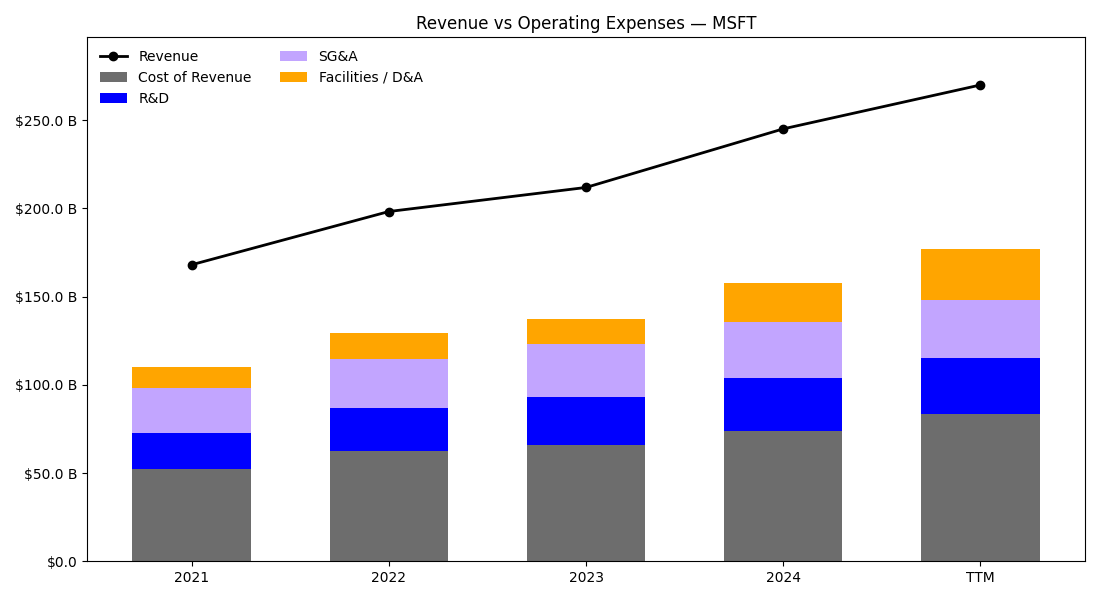 Revenue vs Operating Expenses — MSFT
Revenue
Cost of Revenue
R&D
SG&A
Facilities / D&A
$250.0 B
$200.0 B
$150.0 B
$100.0 B
$50.0 B
$0.0
2021 2022 2023 2024 TTM